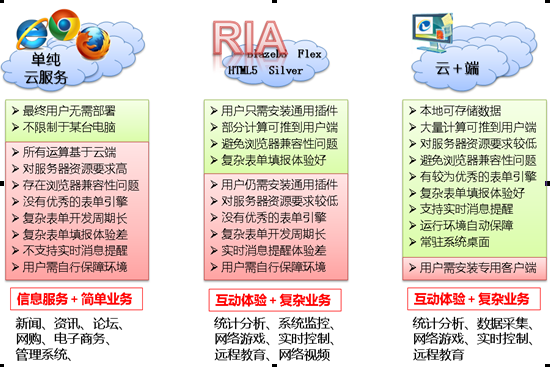 单纯
云服务
最终用户无需部署
不限制于某台电脑
所有运算基于云端
对服务器资源要求高
存在浏览器兼容性问题
没有优秀的表单引擎
复杂表单开发周期长
复杂表单填报体验差
不支持实时消息提醒
用户需自行保障环境
信息服务+简单业务
新闻、资讯、论坛、
网购、电子商务、
管理系统、
RIA
Flex
HTML5 Silver
用户只需安装通用插件
部分计算可推到用户端
避免浏览器兼容性问题
复杂表单填报体验好
用户仍需安装通用插件
对服务器资源要求较低
没有优秀的表单引擎
复杂表单开发周期长
实时消息提醒体验差
用户需自行保障环境
互动体验+复杂业务
统计分析、系统监控、
网络游戏、实时控制、
远程教育、网络视频
云+端
本地可存储数据
大量计算可推到用户端
对服务器资源要求较低
避免浏览器兼容性问题
有较为优秀的表单引擎
复杂表单填报体验好
支持实时消息提醒
运行环境自动保障
常驻系统桌面
用户需安装专用客户端
互动体验+复杂业务
统计分析、数据采集、
网络游戏、实时控制、
远程教育